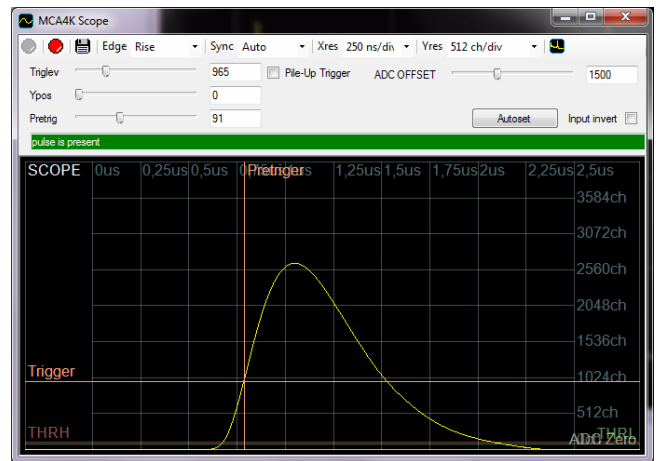 MCA4K Scope
Edge Rise Sync Auto Xres 250 ns/div Yres 512 ch/div
Triglev 965 Pile-Up Trigger ADC OFFSET 1500
Ypos 0
Pretrig 91 Autoset Input invert
pulse is present
SCOPE 0us 0,25us 0,5us Pretrigger 1,25us 1,5us 1,75us 2us 2,25us 2,5us
3584ch
3072ch
2560ch
2048ch
1536ch
Trigger 1024ch
512ch
THRH THRL
ADC Zero